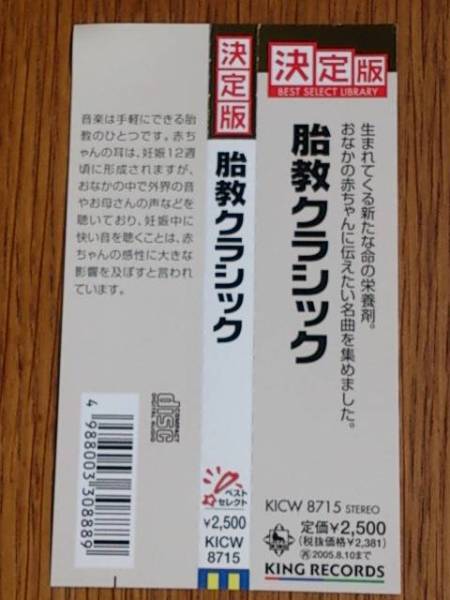 音楽は手軽にできる胎
教のひとつです。赤ち
ゃんの耳は、妊娠12週
頃に形成されますが、
おなかの中で外界の音
やお母さんの声などを
聴いており、妊娠中に
快い音を聴くことは、赤
ちゃんの感性に大きな
影響を及ぼすと言われ
ています。
COMPACT
disc
DIGITAL AUDIO
4 988003 308889
決定版
胎教クラシック
ベスト
セレクト
¥2,500
KICW
8715
決定版
BEST SELECT LIBRARY
生まれてくる新たな命の栄養剤。
おなかの赤ちゃんに伝えたい名曲を集めました。
胎教クラシック
KICW 8715 STEREO
定価¥2,500
(税抜価格¥2,381)
再2005.8.10まで
KING RECORDS